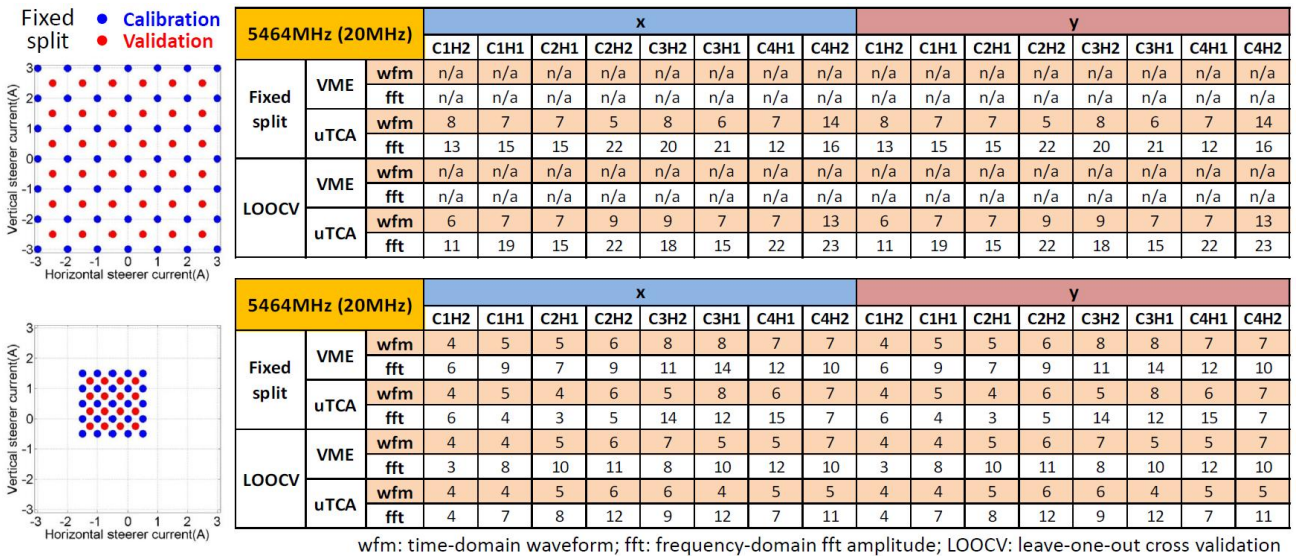 Fixed split
Calibration
Validation
3
2
1
0
-1
-2
-3
-3 -2 -1 0 1 2 3
Vertical steerer current(A)
Horizontal steerer current(A)
5464MHz (20MHz) x y
C1H2 C1H1 C2H1 C2H2 C3H2 C3H1 C4H1 C4H2 C1H2 C1H1 C2H1 C2H2 C3H2 C3H1 C4H1 C4H2
Fixed split VME wfm n/a n/a n/a n/a n/a n/a n/a n/a n/a n/a n/a n/a n/a n/a n/a n/a
fft n/a n/a n/a n/a n/a n/a n/a n/a n/a n/a n/a n/a n/a n/a n/a n/a
uTCA wfm 8 7 7 5 8 6 7 14 8 7 7 5 8 6 7 14
fft 13 15 15 22 20 21 12 16 13 15 15 22 20 21 12 16
LOOCV VME wfm n/a n/a n/a n/a n/a n/a n/a n/a n/a n/a n/a n/a n/a n/a n/a n/a
fft n/a n/a n/a n/a n/a n/a n/a n/a n/a n/a n/a n/a n/a n/a n/a n/a
uTCA wfm 6 7 7 9 9 7 7 13 6 7 7 9 9 7 7 13
fft 11 19 15 22 18 15 22 23 11 19 15 22 18 15 22 23
3
2
1
0
-1
-2
-3
-3 -2 -1 0 1 2 3
Vertical steerer current(A)
Horizontal steerer current(A)
5464MHz (20MHz) x y
C1H2 C1H1 C2H1 C2H2 C3H2 C3H1 C4H1 C4H2 C1H2 C1H1 C2H1 C2H2 C3H2 C3H1 C4H1 C4H2
Fixed split VME wfm 4 5 5 6 8 8 7 7 4 5 5 6 8 8 7 7
fft 6 9 7 9 11 14 12 10 6 9 7 9 11 14 12 10
uTCA wfm 4 5 4 6 5 8 6 7 4 5 4 6 5 8 6 7
fft 6 4 3 5 14 12 15 7 6 4 3 5 14 12 15 7
LOOCV VME wfm 4 4 5 6 7 5 5 7 4 4 5 6 7 5 5 7
fft 3 8 10 11 8 10 12 10 3 8 10 11 8 10 12 10
uTCA wfm 4 4 5 6 6 4 5 5 4 4 5 6 6 4 5 5
fft 4 7 8 12 9 12 7 11 4 7 8 12 9 12 7 11
wfm: time-domain waveform; fft: frequency-domain fft amplitude; LOOCV: leave-one-out cross validation